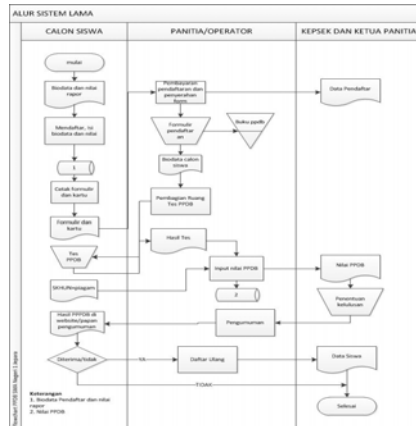 ALUR SISTEM LAMA
CALON SISWA
PANITIA/OPERATOR
KEPSEK DAN KETUA PANITIA
mulai
Biodata dan nilai
rapor
Mendaftar, Isi
biodata dan nilai
1
Cetak formulir
dan kartu
Formulir dan
kartu
Tes
PPDB
SKHUN+piagam
Hasil PPPDB di
website/papan
pengumuman
Diterima/tidak
Pembayaran
pendaftaran dan
penyerahan
form
Formulir
pendaftar
an
Buku ppdb
Biodata calon
siswa
Pembagian Ruang
Tes PPDB
Hasil Tes
Input nilai PPDB
2
Pengumuman
YA
Daftar Ulang
TIDAK
Data Pendaftar
Nilai PPDB
Penentuan
kelulusan
Data Siswa
Selesai
Keterangan
1. Biodata Pendaftar dan nilai
rapor
2. Nilai PPDB